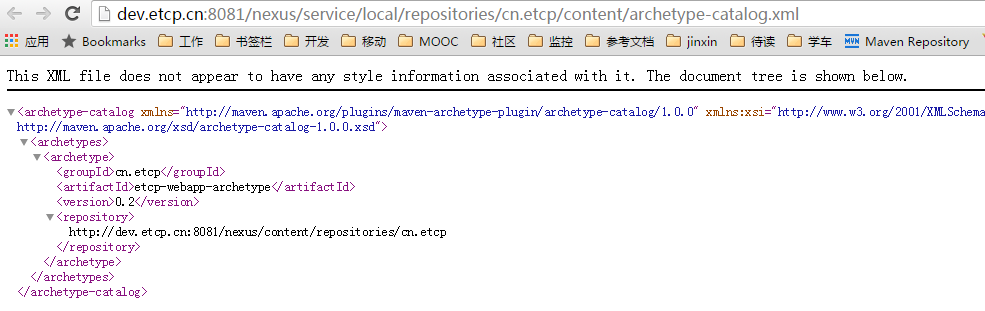 dev.etcp.cn:8081/nexus/service/local/repositories/cn.etcp/content/archetype-catalog.xml
应用 Bookmarks 工作 书签栏 开发 移动 MOOC 社区 监控 参考文档 jinxin 待读 学车 MVN Maven Repository
This XML file does not appear to have any style information associated with it. The document tree is shown below.
<archetype-catalog xmlns="http://maven.apache.org/plugins/maven-archetype-plugin/archetype-catalog/1.0.0" xmlns:xsi="http://www.w3.org/2001/XMLSchema
http://maven.apache.org/xsd/archetype-catalog-1.0.0.xsd">
<archetypes>
<archetype>
<groupId>cn.etcp</groupId>
<artifactId>etcp-webapp-archetype</artifactId>
<version>0.2</version>
<repository>
http://dev.etcp.cn:8081/nexus/content/repositories/cn.etcp
</repository>
</archetype>
</archetypes>
</archetype-catalog>